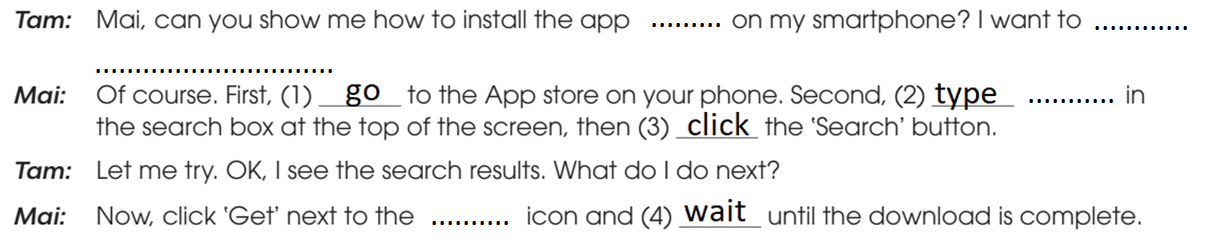 Tam: Mai, can you show me how to install the app ......... on my smartphone? I want to ............
..............................
Mai: Of course. First, (1) go to the App store on your phone. Second, (2) type ........... in
the search box at the top of the screen, then (3) click the 'Search' button.
Tam: Let me try. OK, I see the search results. What do I do next?
Mai: Now, click 'Get' next to the .......... icon and (4) wait until the download is complete.